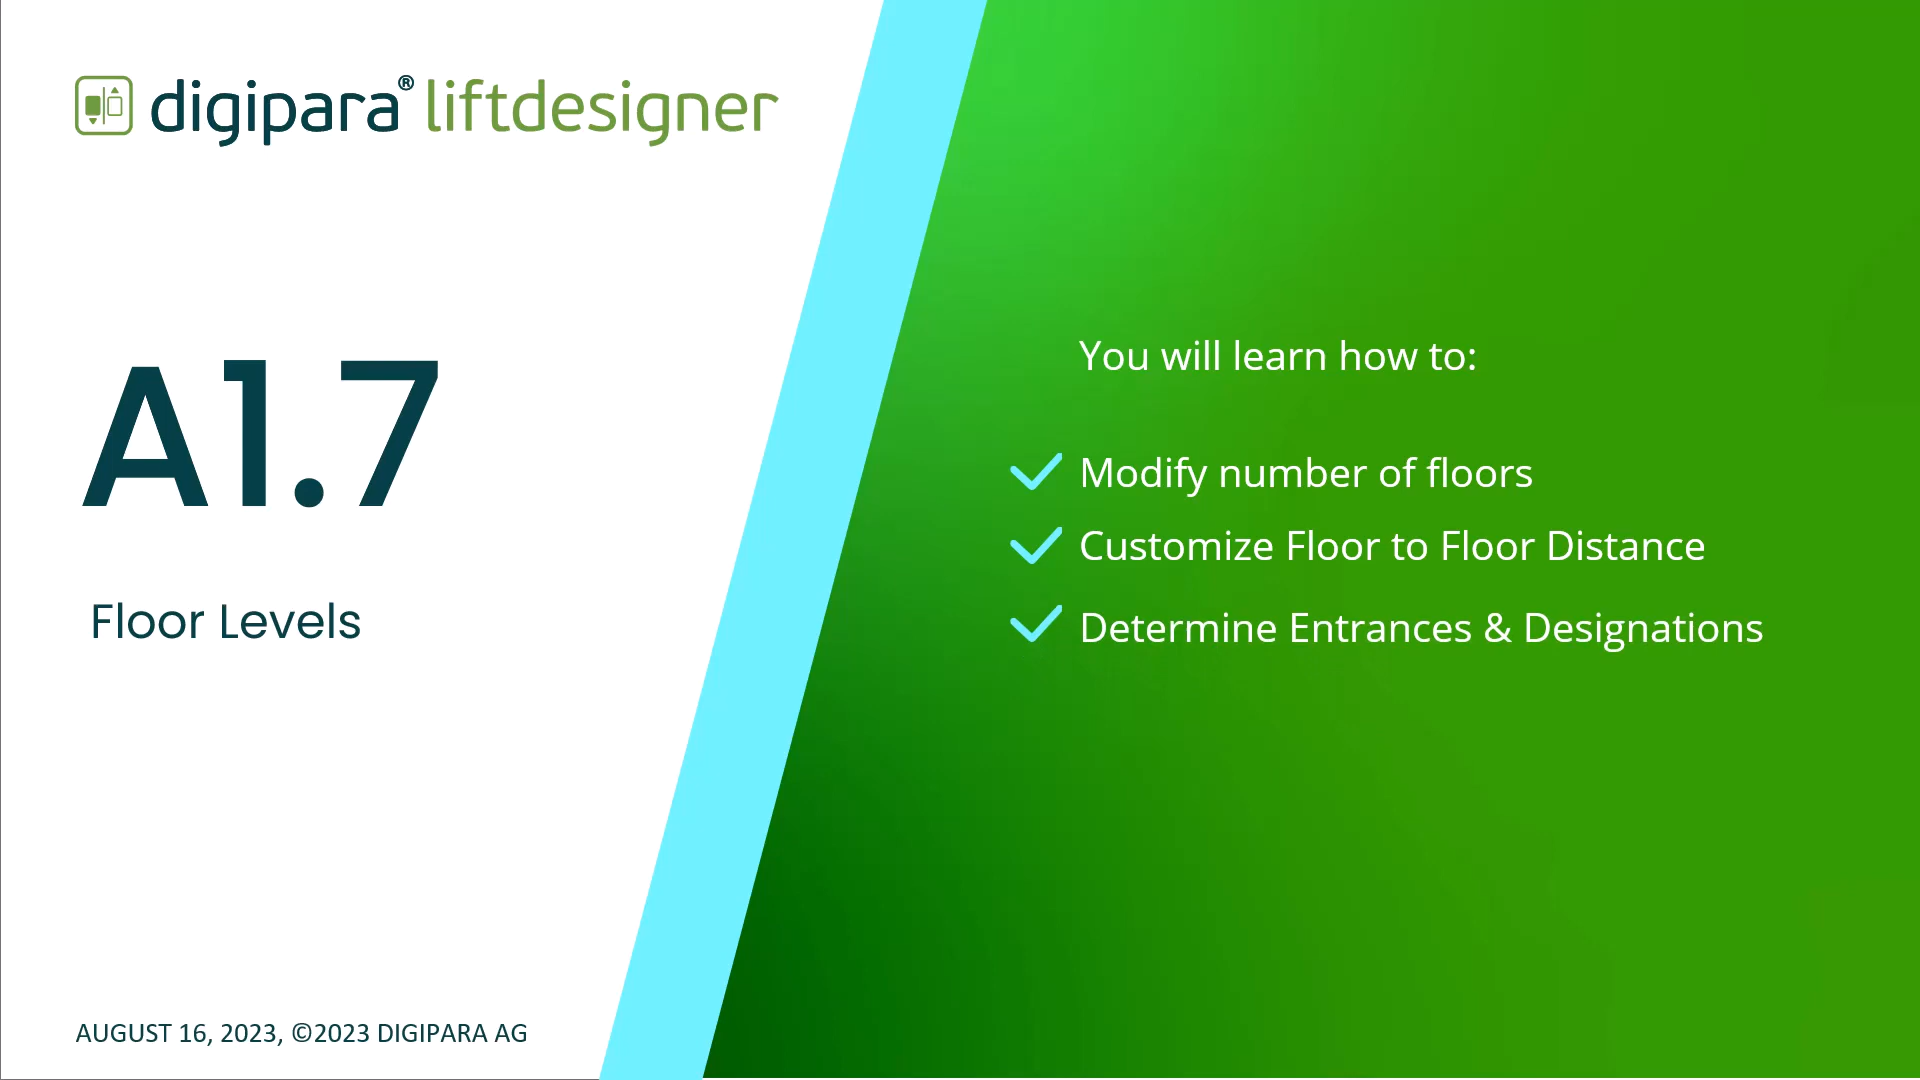 digipara® liftdesigner
A1.7
Floor Levels
AUGUST 16, 2023, ©2023 DIGIPARA AG
You will learn how to:
Modify number of floors
Customize Floor to Floor Distance
Determine Entrances & Designations